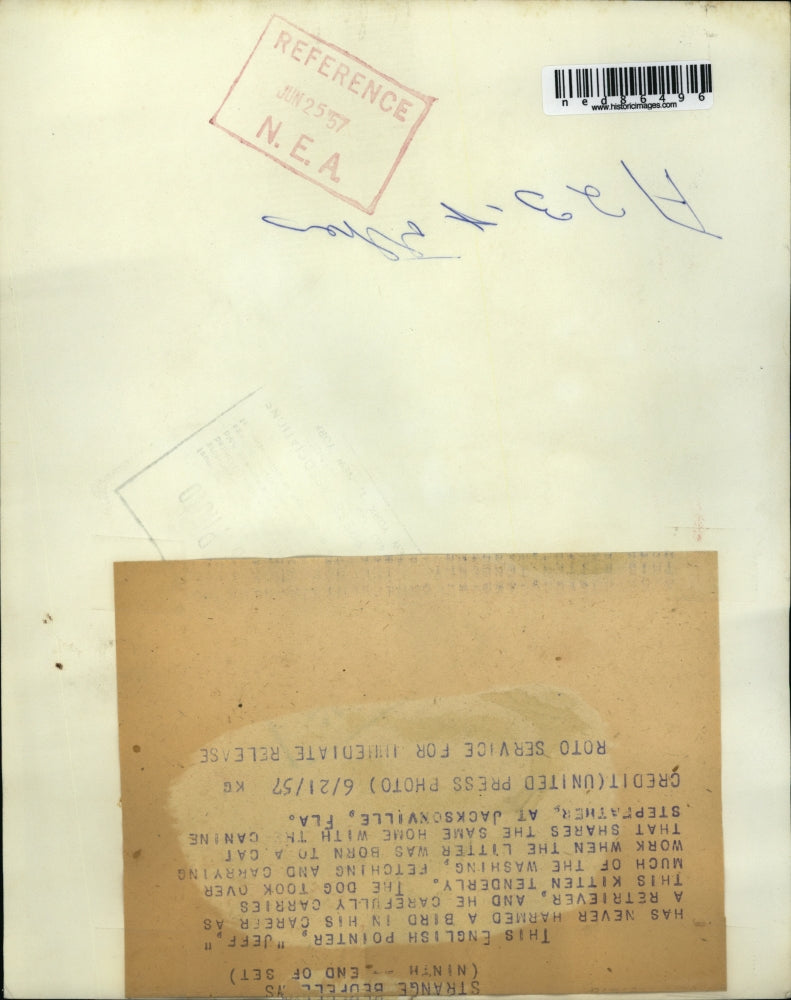 REFERENCE
JUN 25 '57
N.E.A.
ned86496
www.historicimages.com
STRANGE BEDFELL WS
(NINTH -- END OF SET)
THIS ENGLISH POINTER, "JEFF,"
HAS NEVER HARMED A BIRD IN HIS CAREER AS
A RETRIEVER, AND HE CAREFULLY CARRIES
THIS KITTEN TENDERLY. THE DOG TOOK OVER
MUCH OF THE WASHING, FETCHING AND CARRYING
WORK WHEN THE LITTER WAS BORN TO A CAT
THAT SHARES THE SAME HOME WITH TH CANINE
STEPFATHER, AT JACKSONVILLE, FLA.
CREDIT(UNITED PRESS PHOTO) 6/21/57 KG
ROTO SERVICE FOR IMMEDIATE RELEASE